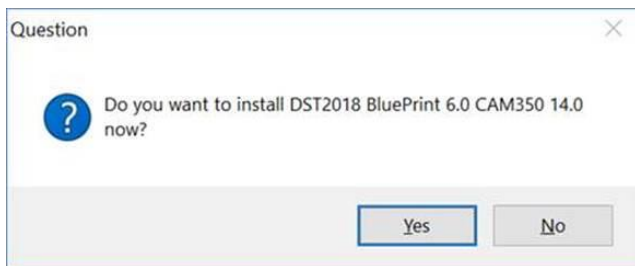 Question
Do you want to install DST2018 BluePrint 6.0 CAM350 14.0
now?
Yes No